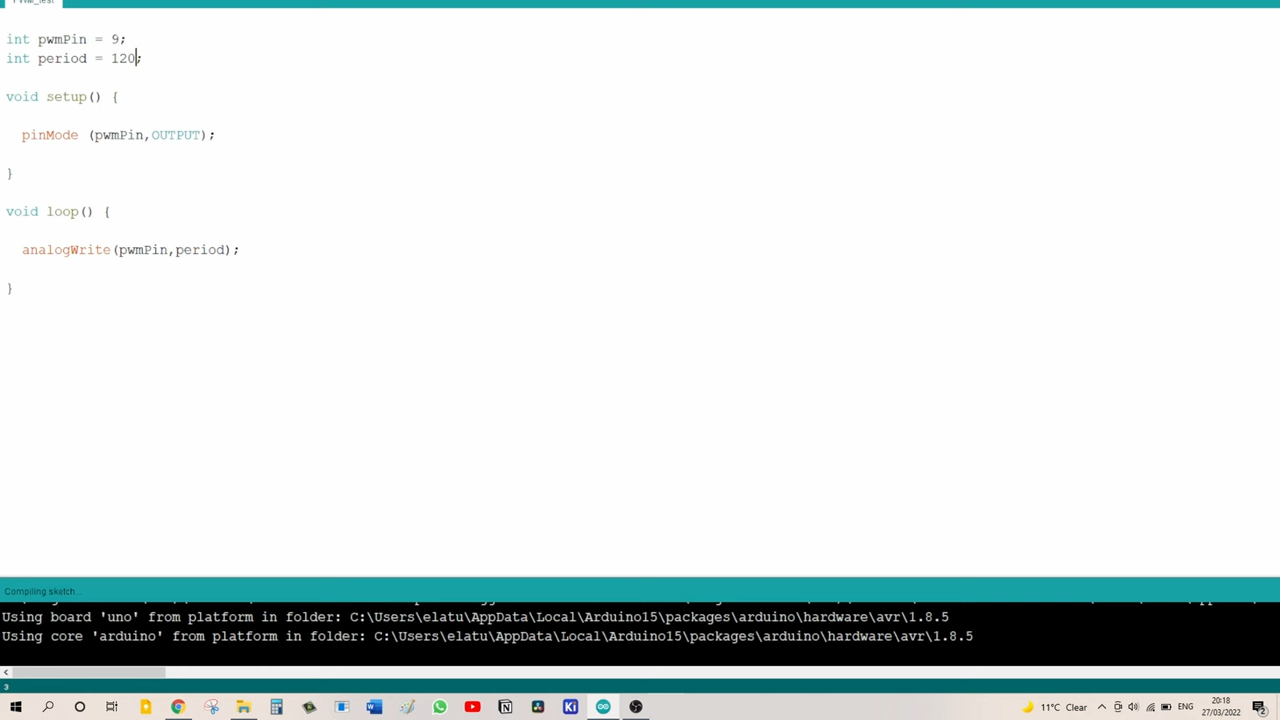 int pwmPin = 9;
int period = 120;
void setup() {
pinMode (pwmPin,OUTPUT);
}
void loop() {
analogWrite(pwmPin,period);
}
Compiling sketch...
Using board 'uno' from platform in folder: C:\Users\elatu\AppData\Local\Arduino15\packages\arduino\hardware\avr\1.8.5
Using core 'arduino' from platform in folder: C:\Users\elatu\AppData\Local\Arduino15\packages\arduino\hardware\avr\1.8.5
3
11°C Clear
ENG
20:18
27/03/2022
2